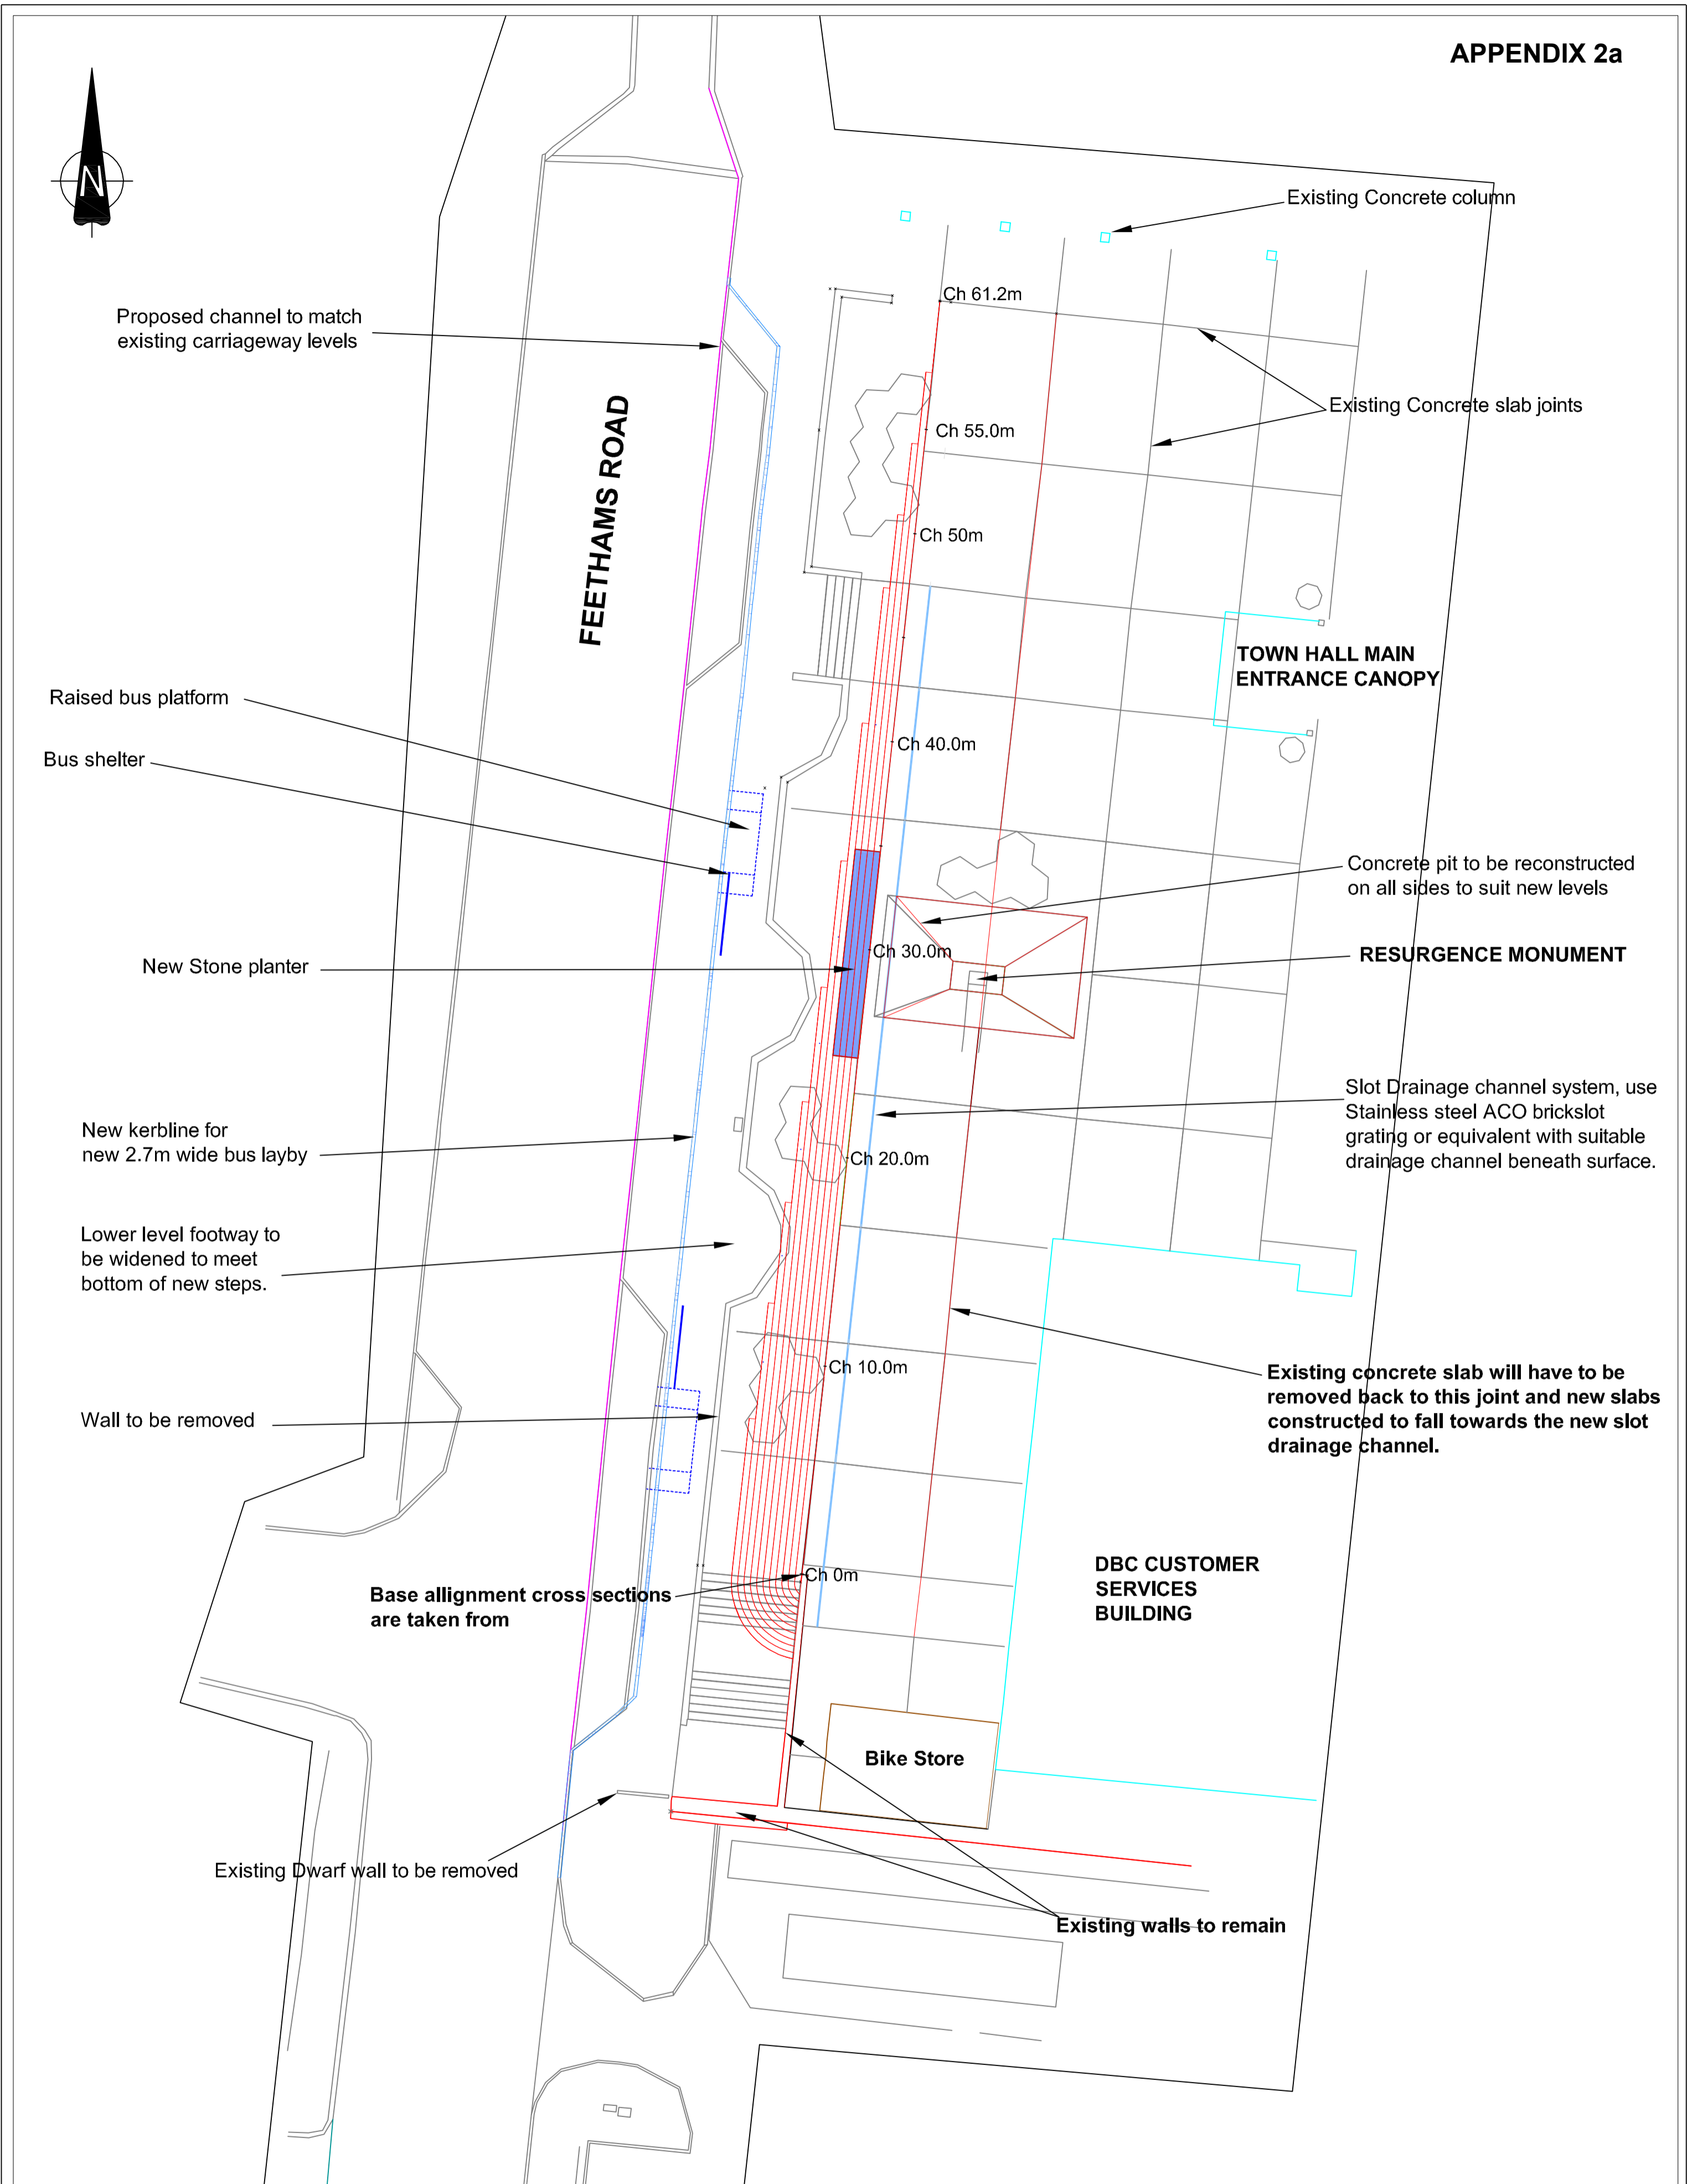 APPENDIX 2a
N
Existing Concrete column
Ch 61.2m
Proposed channel to match
existing carriageway levels
FEETHAMS ROAD
Existing Concrete slab joints
Ch 55.0m
Ch 50m
TOWN HALL MAIN
ENTRANCE CANOPY
Raised bus platform
Bus shelter
Ch 40.0m
Concrete pit to be reconstructed
on all sides to suit new levels
RESURGENCE MONUMENT
Ch 30.0m
New Stone planter
Slot Drainage channel system, use
Stainless steel ACO brickslot
grating or equivalent with suitable
drainage channel beneath surface.
New kerbline for
new 2.7m wide bus layby
Ch 20.0m
Lower level footway to
be widened to meet
bottom of new steps.
Ch 10.0m
Existing concrete slab will have to be
removed back to this joint and new slabs
constructed to fall towards the new slot
drainage channel.
Wall to be removed
Base allignment cross sections
are taken from
Ch 0m
DBC CUSTOMER
SERVICES
BUILDING
Bike Store
Existing Dwarf wall to be removed
Existing walls to remain